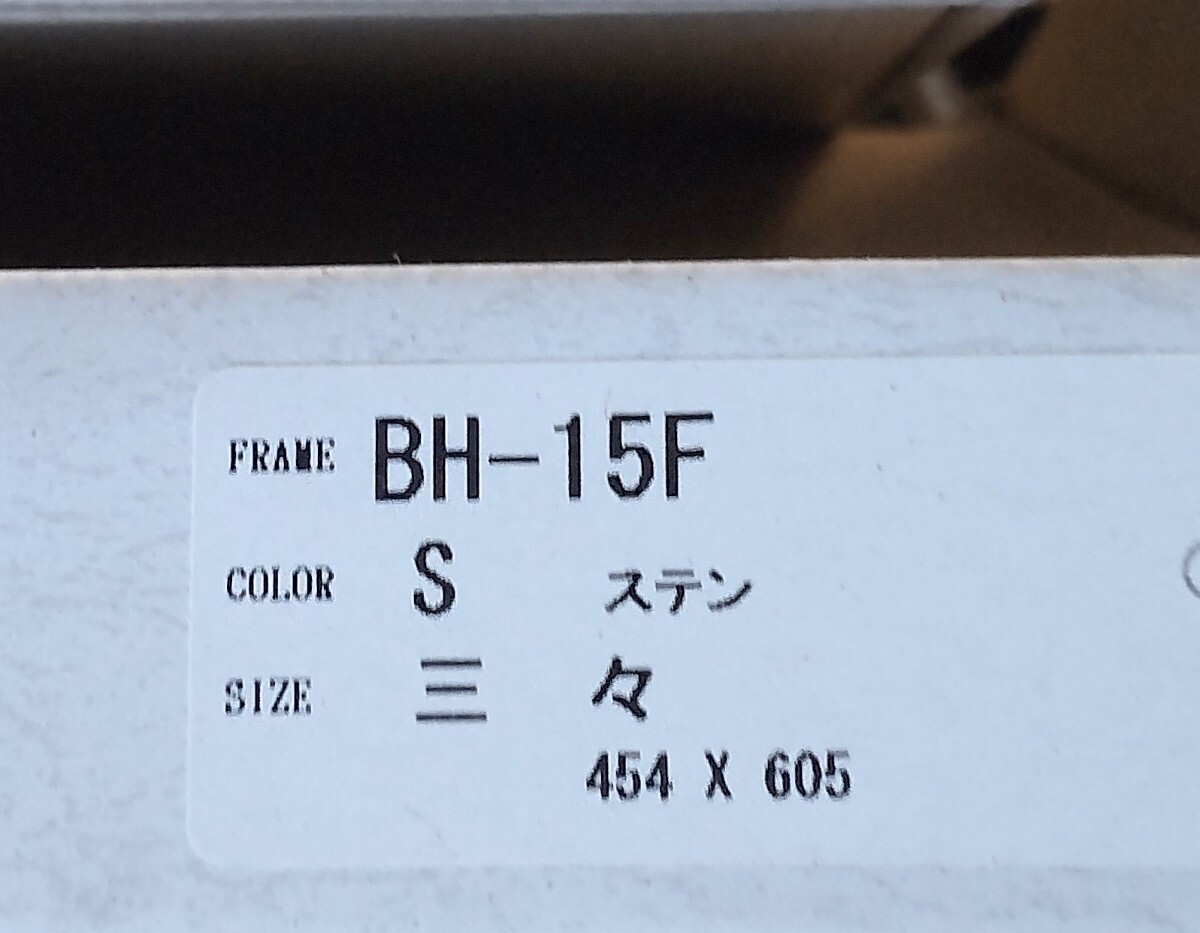 FRAME BH-15F
COLOR S ステン
SIZE 三 々
454 X 605